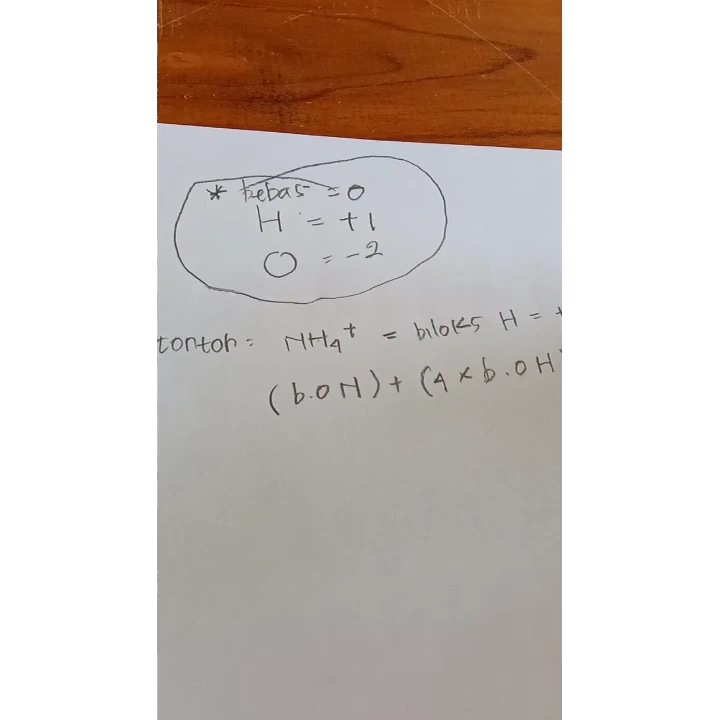 * bebas = 0
H = +1
O = -2
contoh = NH4+ = biloks H = +
(b.o N) + (4 x b.o H)